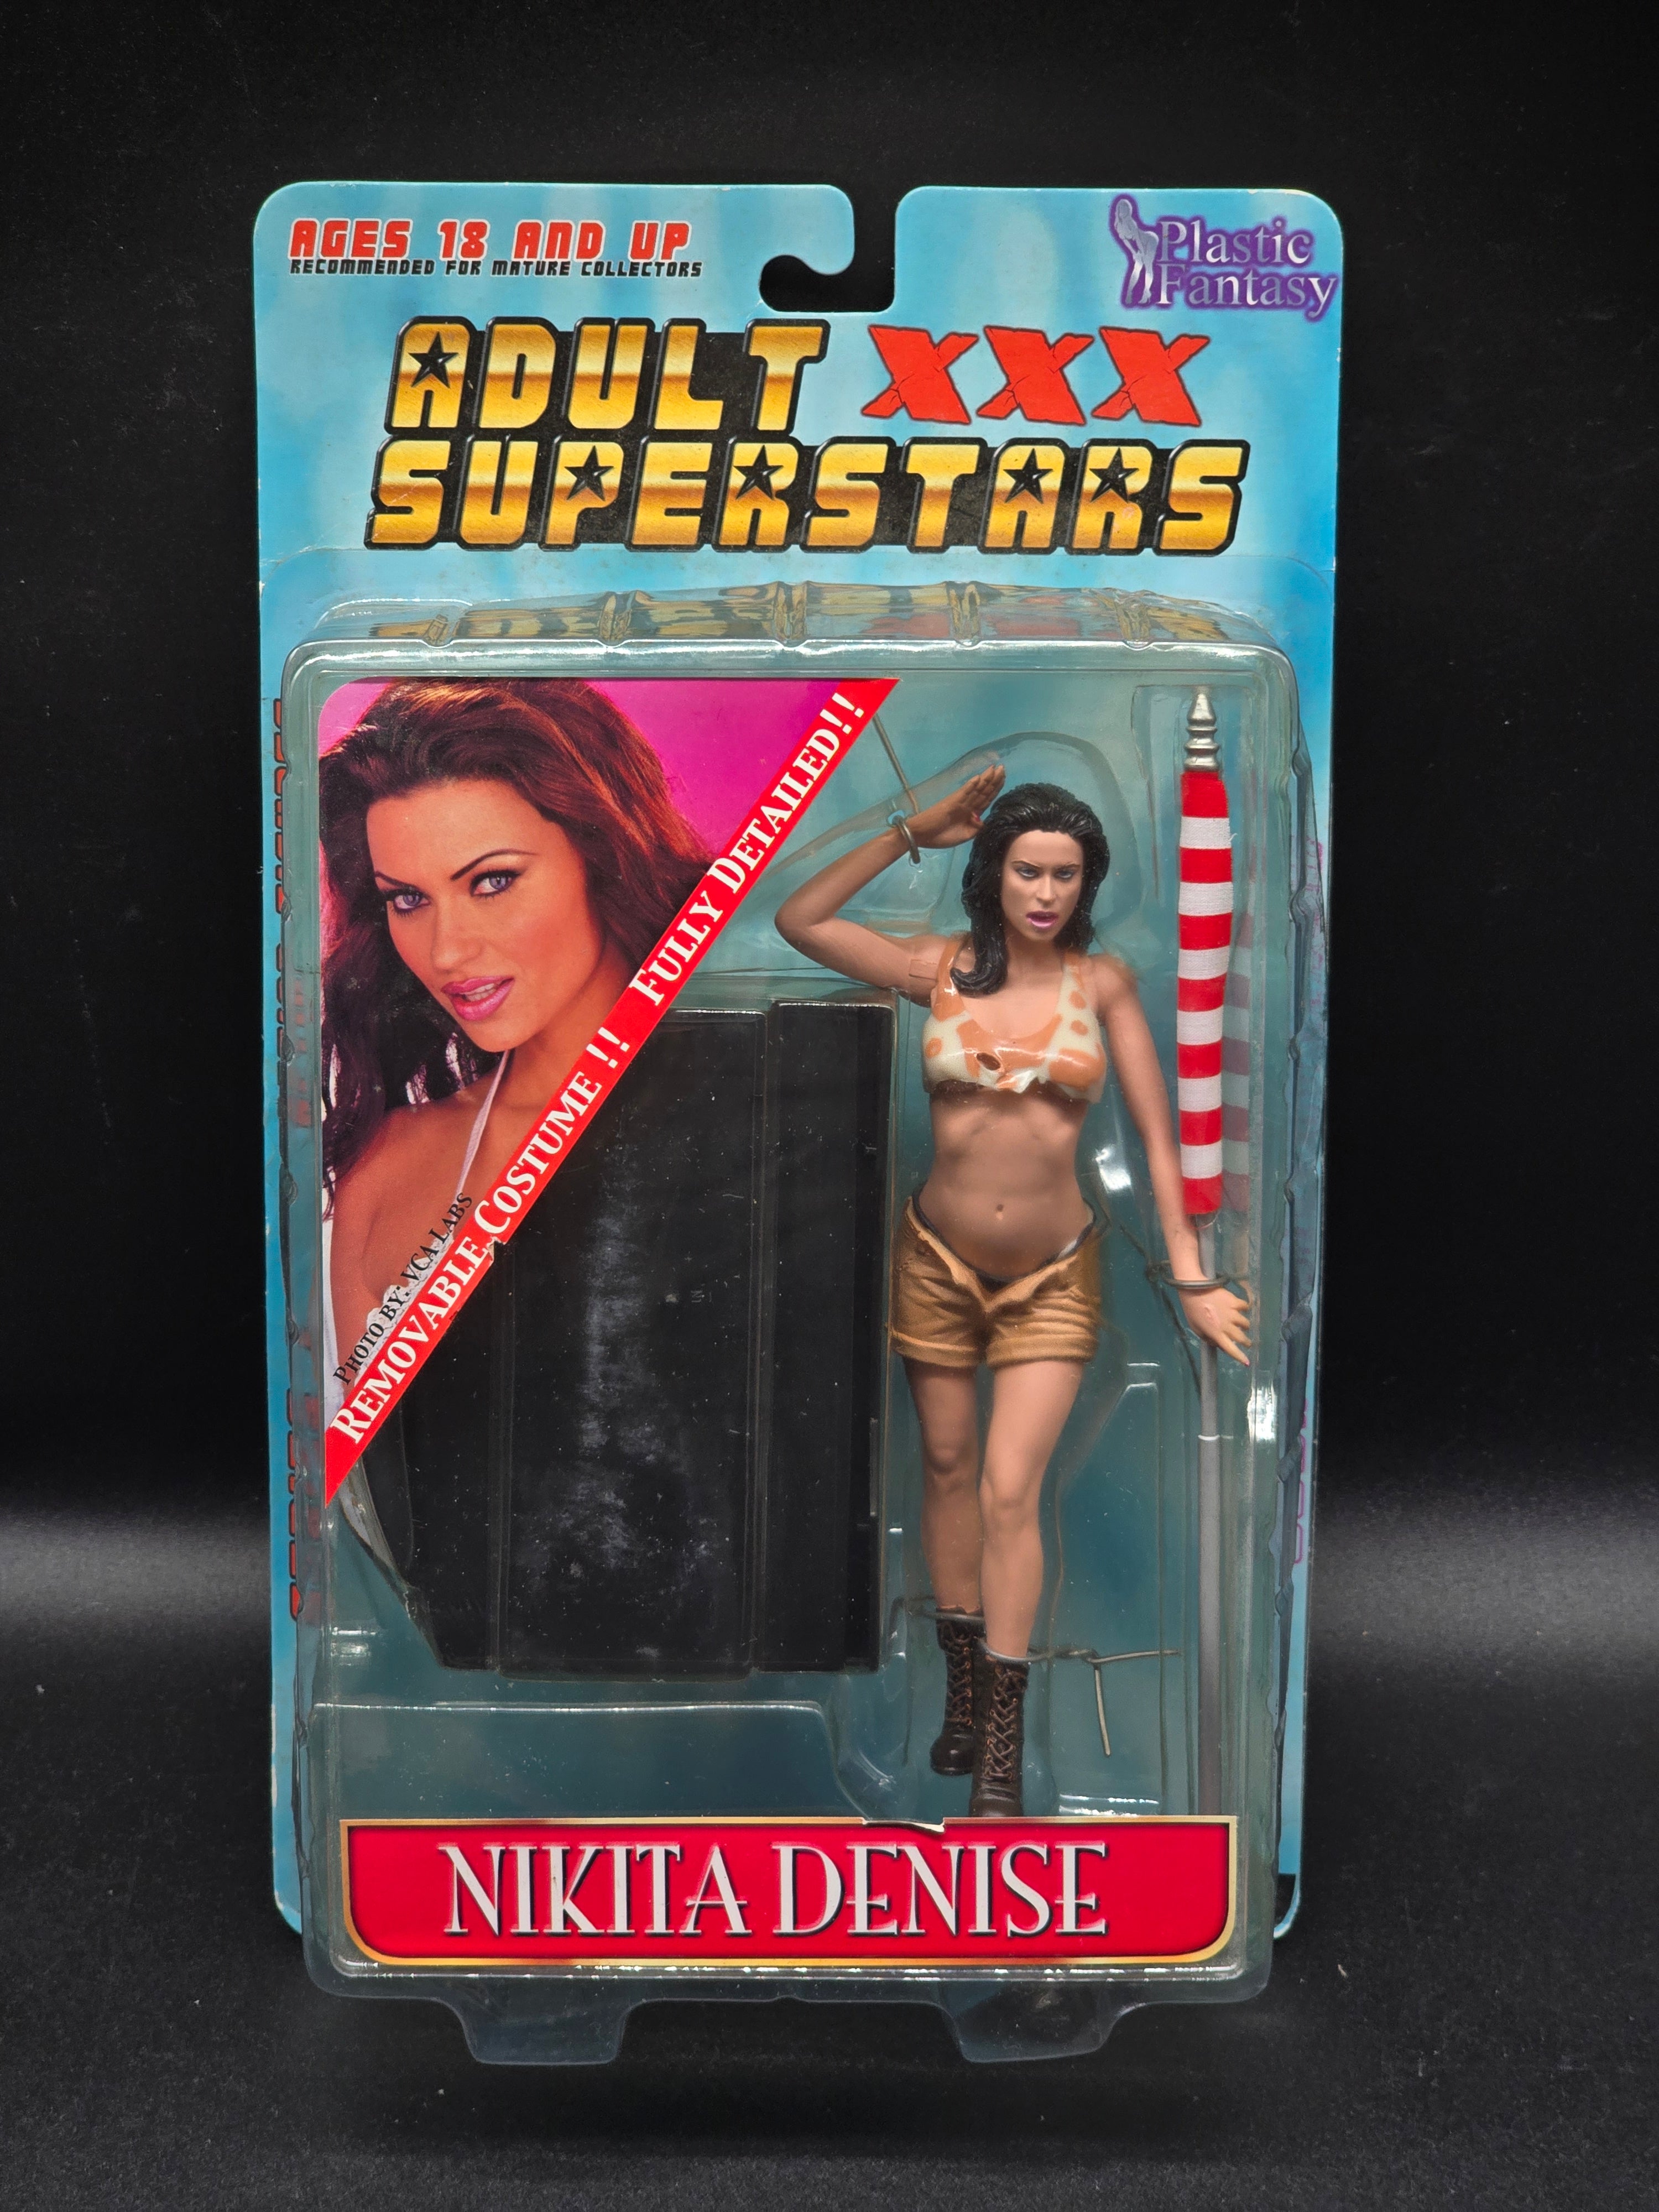 AGES 18 AND UP
RECOMMENDED FOR MATURE COLLECTORS
Plastic
Fantasy
ADULT XXX
SUPERSTARS
REMOVABLE COSTUME !! FULLY DETAILED!!
PHOTO BY: VCA LABS
NIKITA DENISE